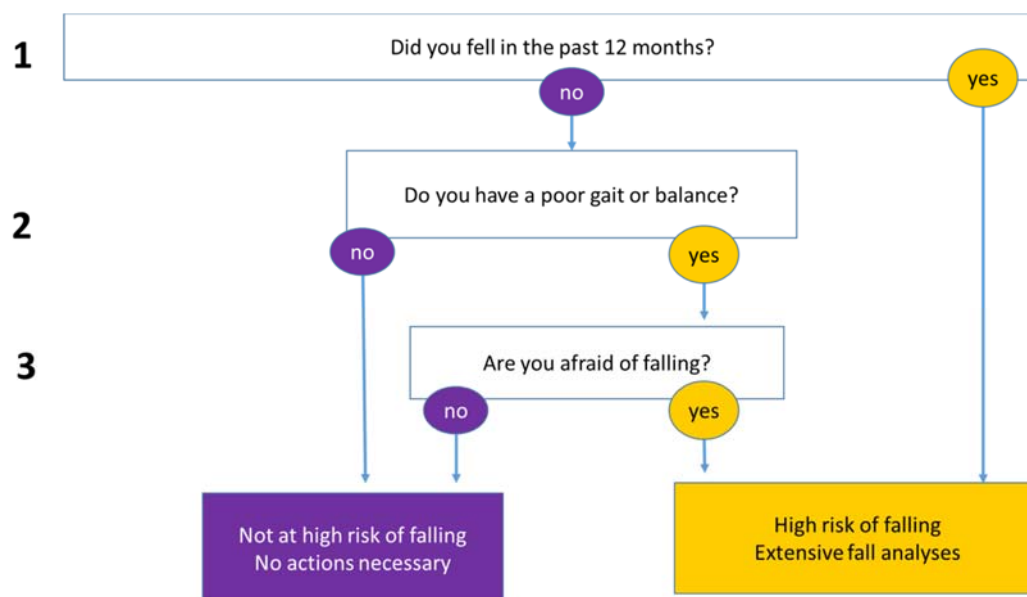 1
Did you fell in the past 12 months?
no
yes
2
Do you have a poor gait or balance?
no
yes
3
Are you afraid of falling?
no
yes
Not at high risk of falling
No actions necessary
High risk of falling
Extensive fall analyses